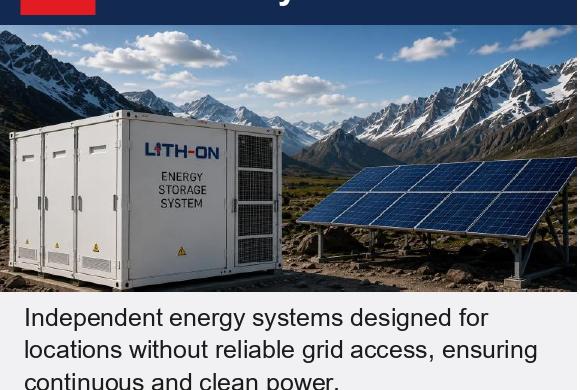 LITH-ON
ENERGY
STORAGE
SYSTEM
Independent energy systems designed for
locations without reliable grid access, ensuring
continuous and clean power.